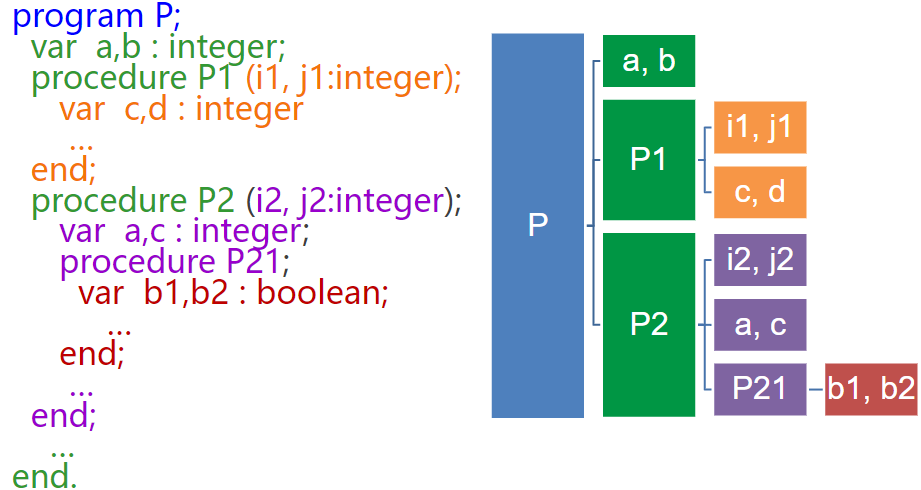 program P;
var a,b : integer;
procedure P1 (i1, j1:integer);
var c,d : integer
...
end;
procedure P2 (i2, j2:integer);
var a,c : integer;
procedure P21;
var b1,b2 : boolean;
...
end;
...
end;
...
end.
P
a, b
P1
i1, j1
c, d
P2
i2, j2
a, c
P21
b1, b2